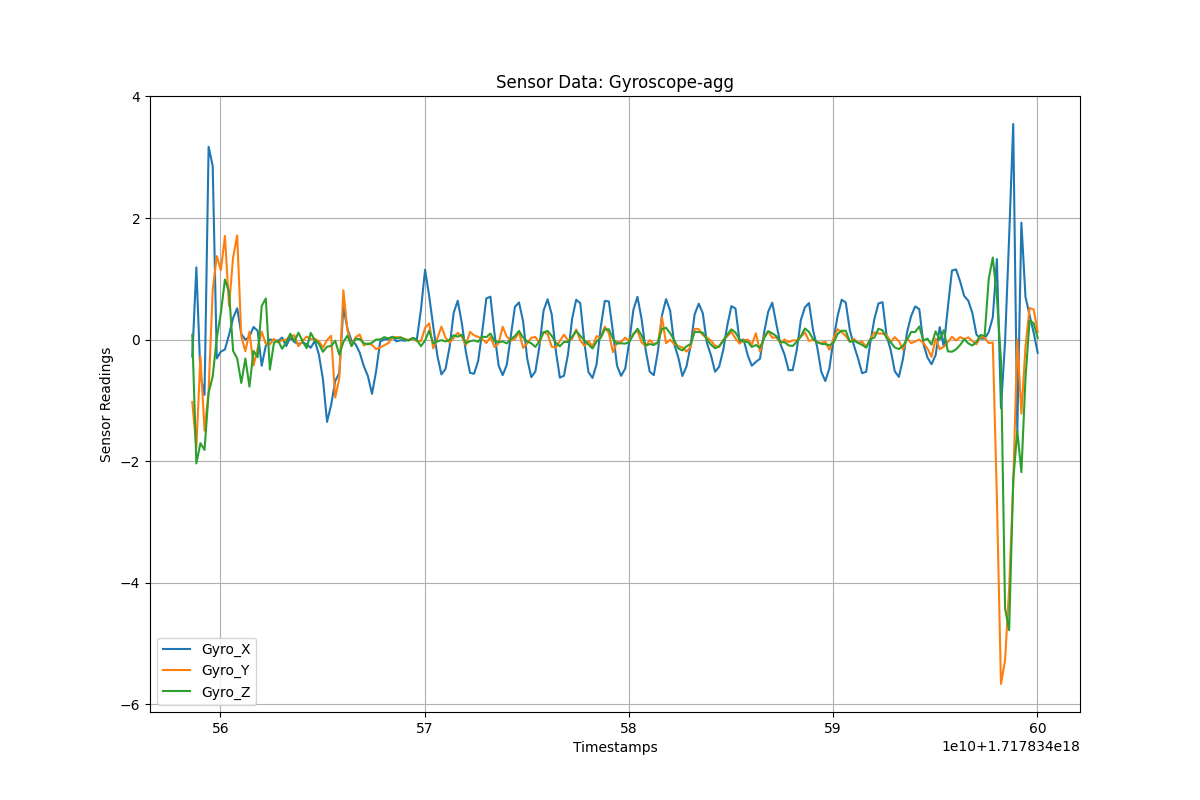 Sensor Data: Gyroscope-agg
4
2
0
−2
−4
−6
Sensor Readings
Gyro_X
Gyro_Y
Gyro_Z
56
57
58
59
60
Timestamps
1e10+1.717834e18